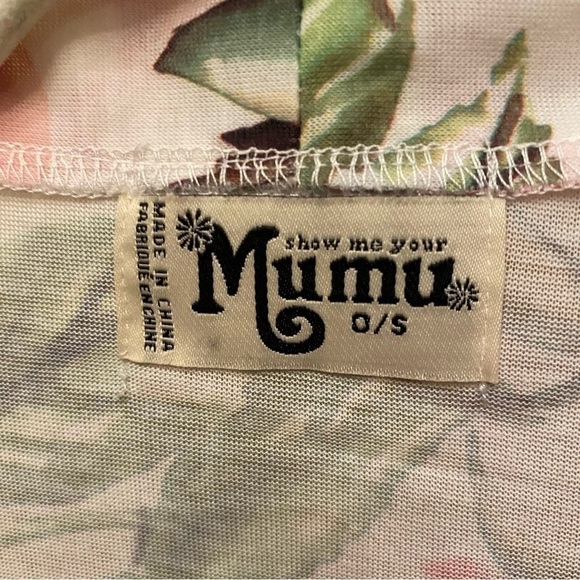 show me your
Mumu
O/S
MADE IN CHINA
FABRIQUÉ EN CHINE